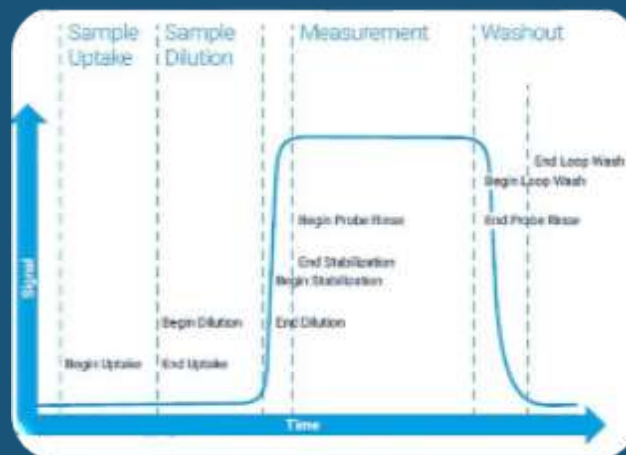 Sample
Uptake
Sample
Dilution
Measurement
Washout
End Loop Wash
Begin Loop Wash
Begin Probe Rinse
End Probe Rinse
End Stabilization
Begin Stabilization
Begin Dilution
End Dilution
Begin Uptake
End Uptake
Signal
Time